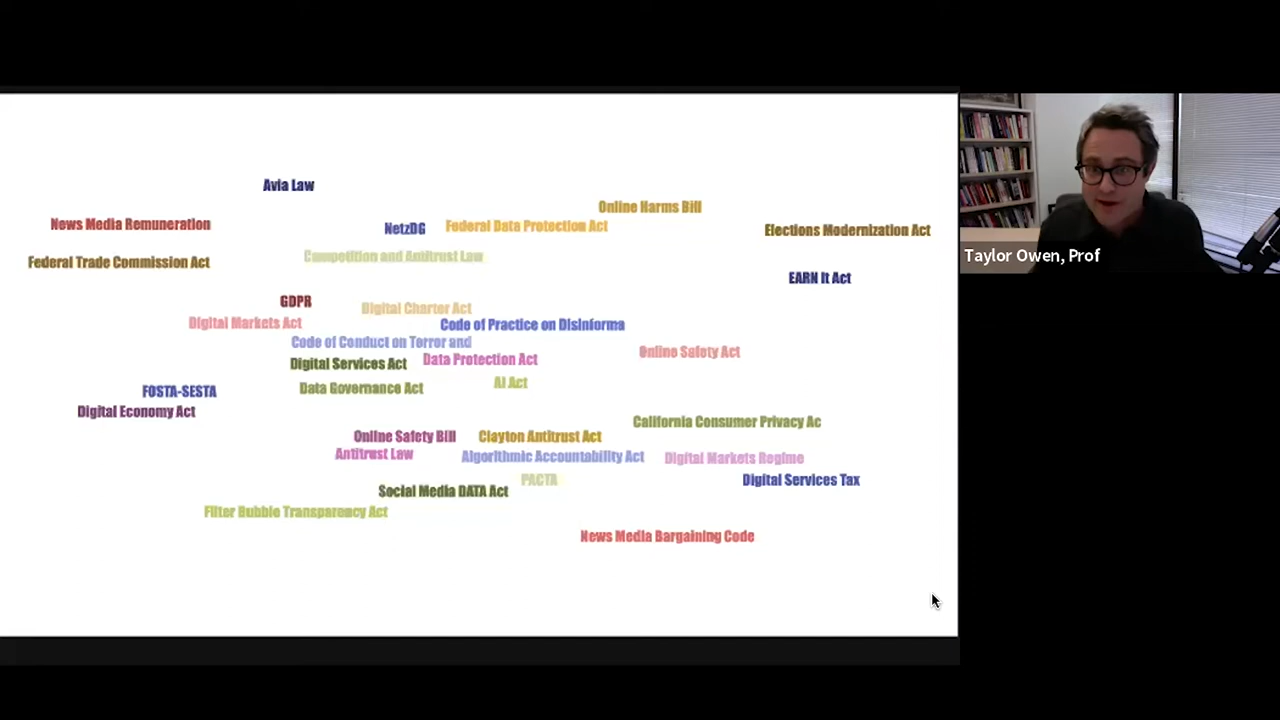 Avia Law
Online Harms Bill
News Media Remuneration
NetzDG
Federal Data Protection Act
Elections Modernization Act
Federal Trade Commission Act
Competition and Antitrust Law
EARN It Act
GDPR
Digital Charter Act
Digital Markets Act
Code of Practice on Disinforma
Code of Conduct on Terror and
Online Safety Act
Digital Services Act
Data Protection Act
AI Act
FOSTA-SESTA
Data Governance Act
Digital Economy Act
California Consumer Privacy Ac
Online Safety Bill
Clayton Antitrust Act
Antitrust Law
Algorithmic Accountability Act
Digital Markets Regime
PACTA
Digital Services Tax
Social Media DATA Act
Filter Bubble Transparency Act
News Media Bargaining Code
Taylor Owen, Prof